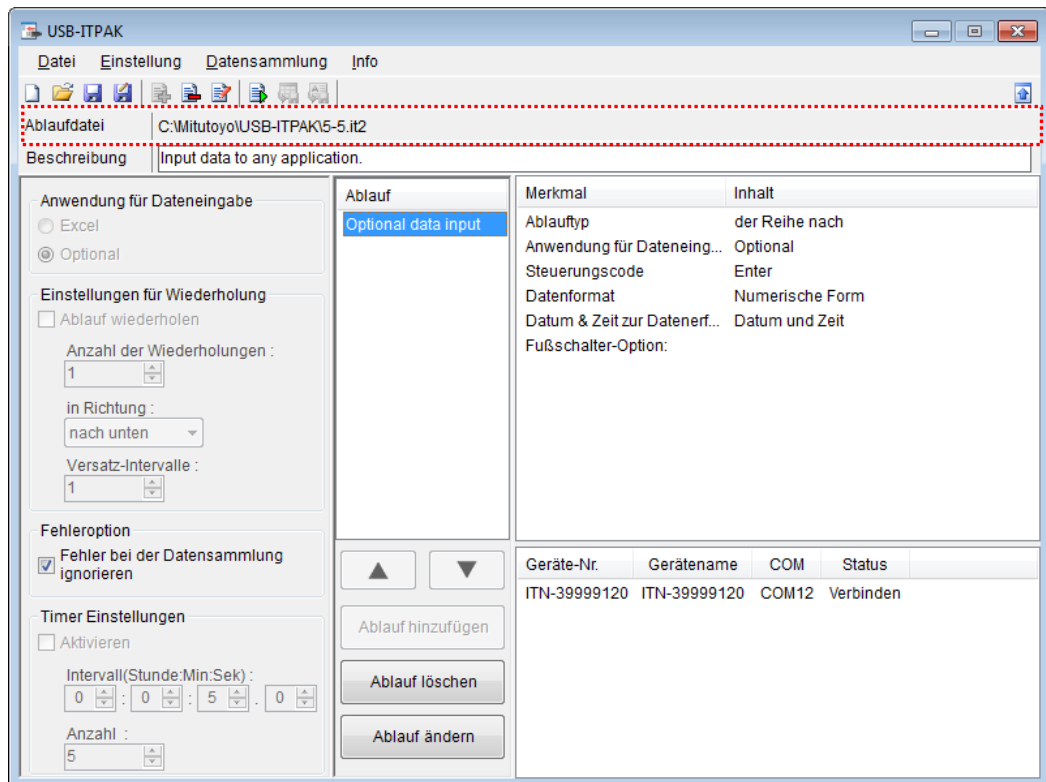 USB-ITPAK
Datei Einstellung Datensammlung Info
Ablaufdatei C:\Mitutoyo\USB-ITPAK\5-5.it2
Beschreibung Input data to any application.
Anwendung für Dateneingabe
Excel
Optional
Einstellungen für Wiederholung
Ablauf wiederholen
Anzahl der Wiederholungen :
1
in Richtung :
nach unten
Versatz-Intervalle :
1
Fehleroption
Fehler bei der Datensammlung
ignorieren
Timer Einstellungen
Aktivieren
Intervall(Stunde:Min:Sek) :
0 : 0 : 5 . 0
Anzahl :
5
Ablauf
Optional data input
Ablauf hinzufügen
Ablauf löschen
Ablauf ändern
Merkmal Inhalt
Ablauftyp der Reihe nach
Anwendung für Dateneing... Optional
Steuerungscode Enter
Datenformat Numerische Form
Datum & Zeit zur Datenerf... Datum und Zeit
Fußschalter-Option:
Geräte-Nr. Gerätename COM Status
ITN-39999120 ITN-39999120 COM12 Verbinden